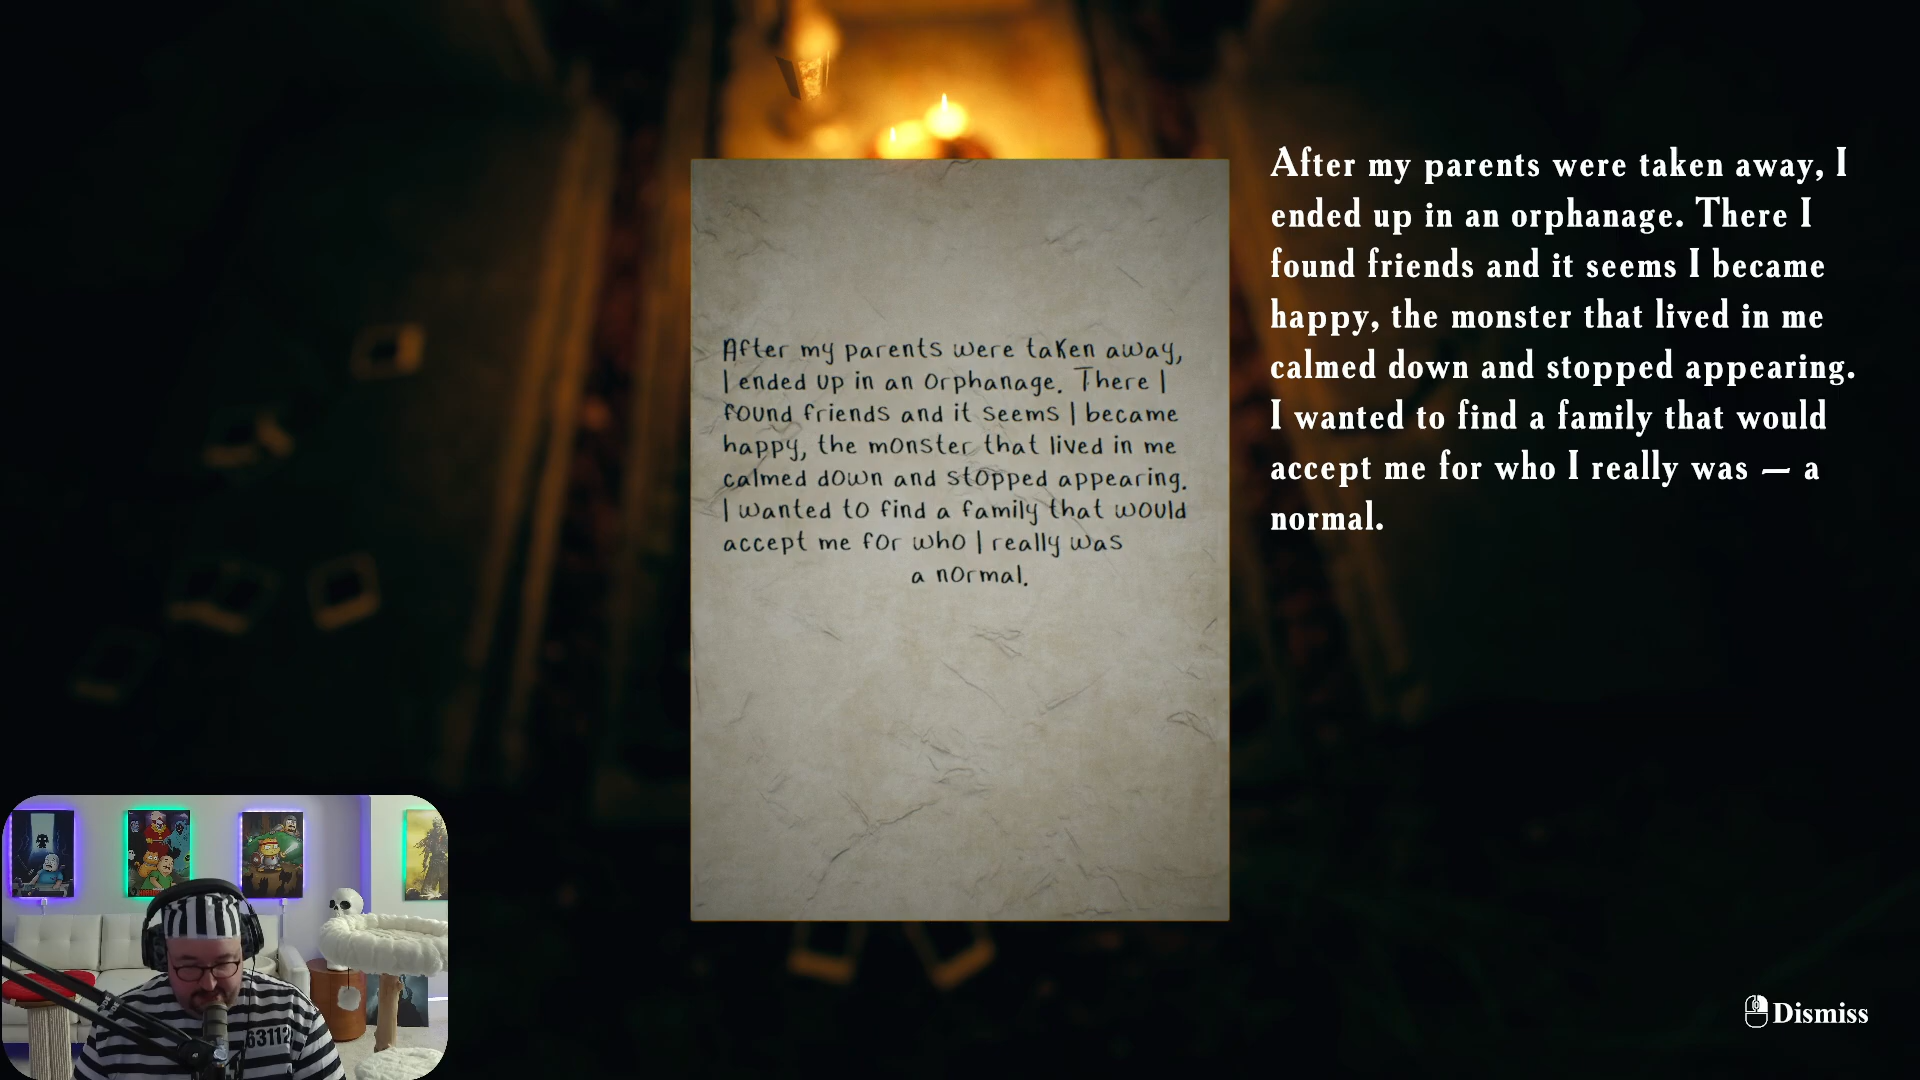 After my parents were taken away,
I ended up in an orphanage. There I
found friends and it seems I became
happy, the monster that lived in me
calmed down and stopped appearing.
I wanted to find a family that would
accept me for who I really was
a normal.
After my parents were taken away, I
ended up in an orphanage. There I
found friends and it seems I became
happy, the monster that lived in me
calmed down and stopped appearing.
I wanted to find a family that would
accept me for who I really was — a
normal.
63112
Dismiss